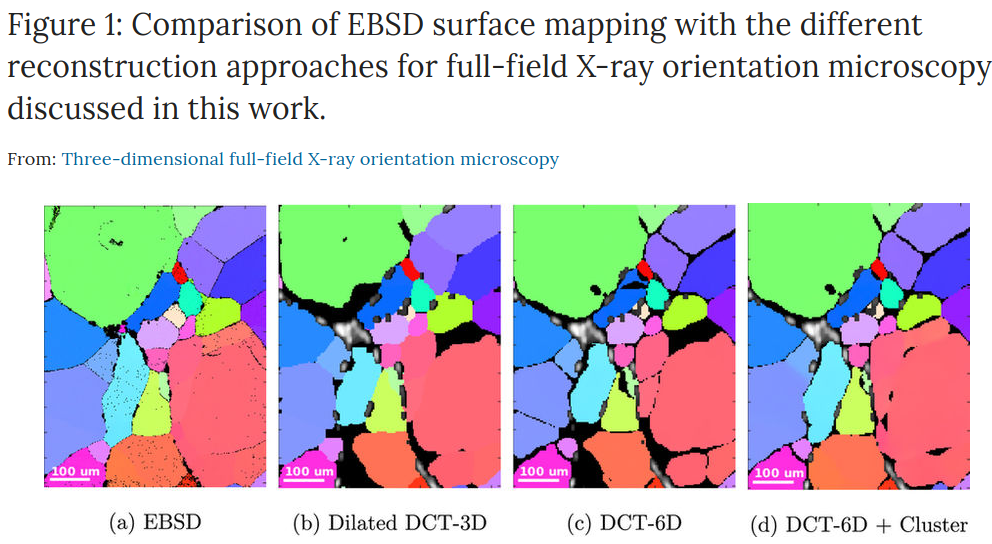 Figure 1: Comparison of EBSD surface mapping with the different
reconstruction approaches for full-field X-ray orientation microscopy
discussed in this work.
From: Three-dimensional full-field X-ray orientation microscopy
100 um
100 um
100 um
100 um
(a) EBSD
(b) Dilated DCT-3D
(c) DCT-6D
(d) DCT-6D + Cluster